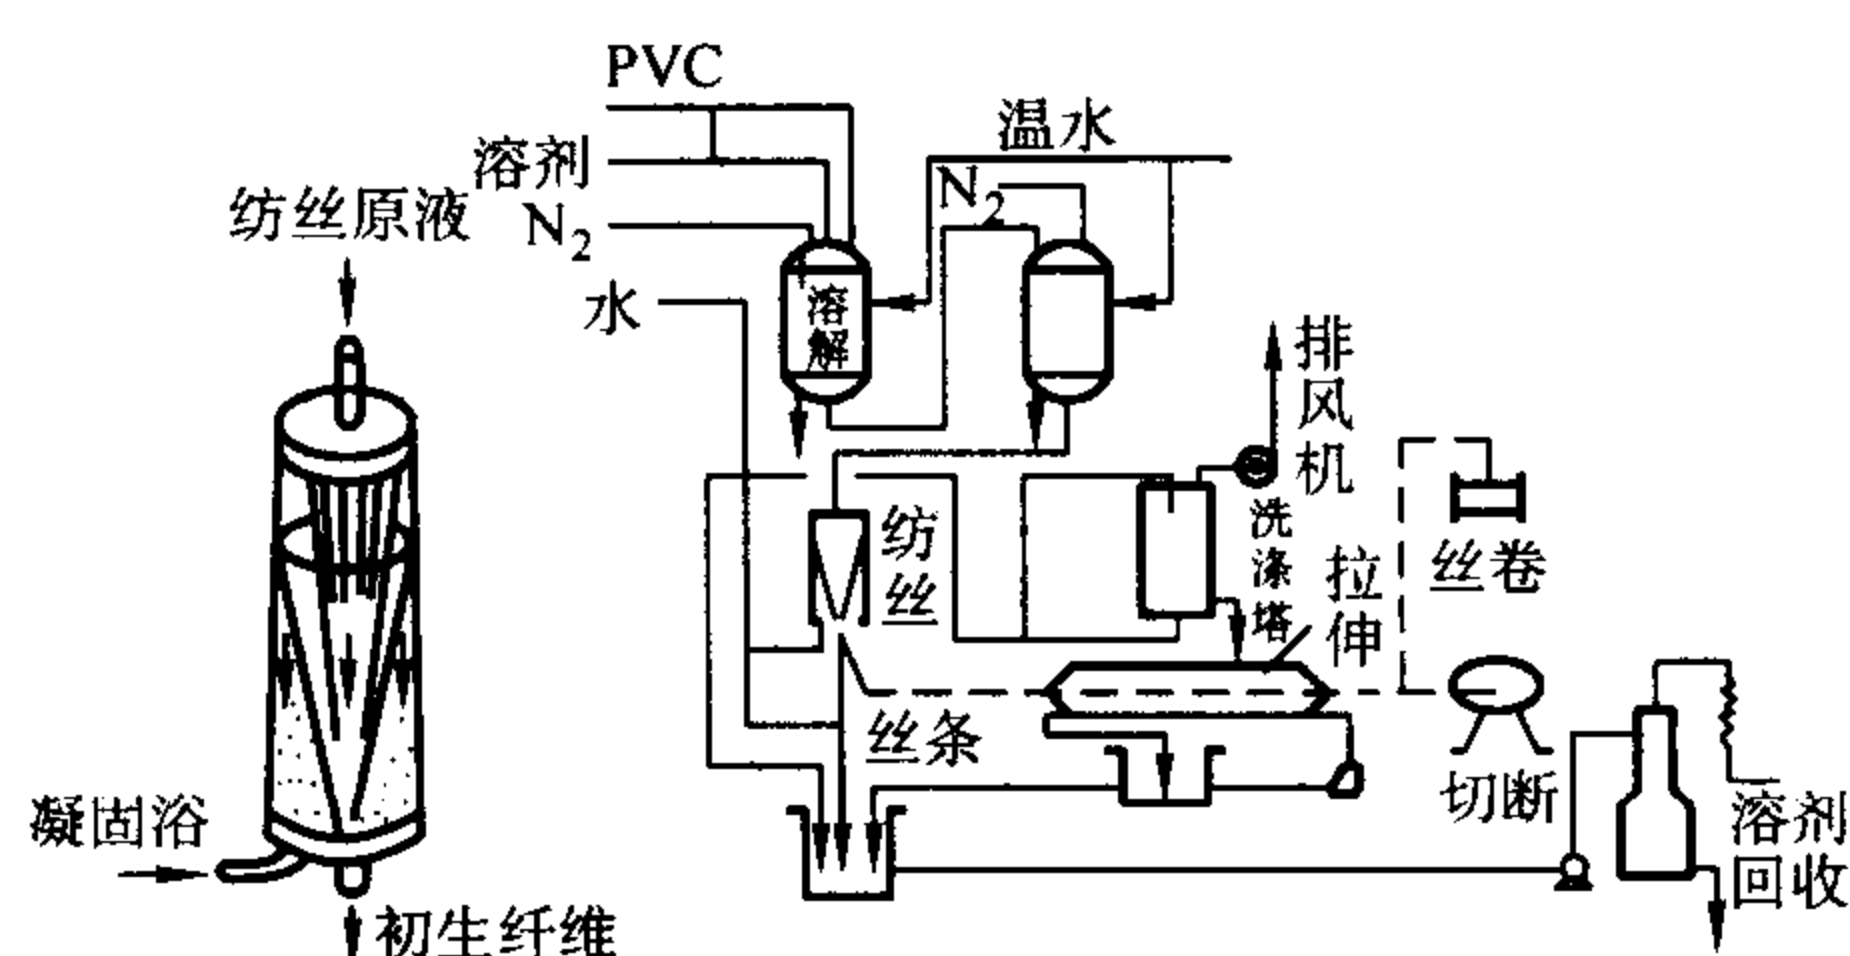 PVC
温水
溶剂
N2
纺丝原液
N2
水
溶解
排风机
纺丝
洗涤塔
拉伸
丝卷
丝条
切断
凝固浴
溶剂
回收
初生纤维